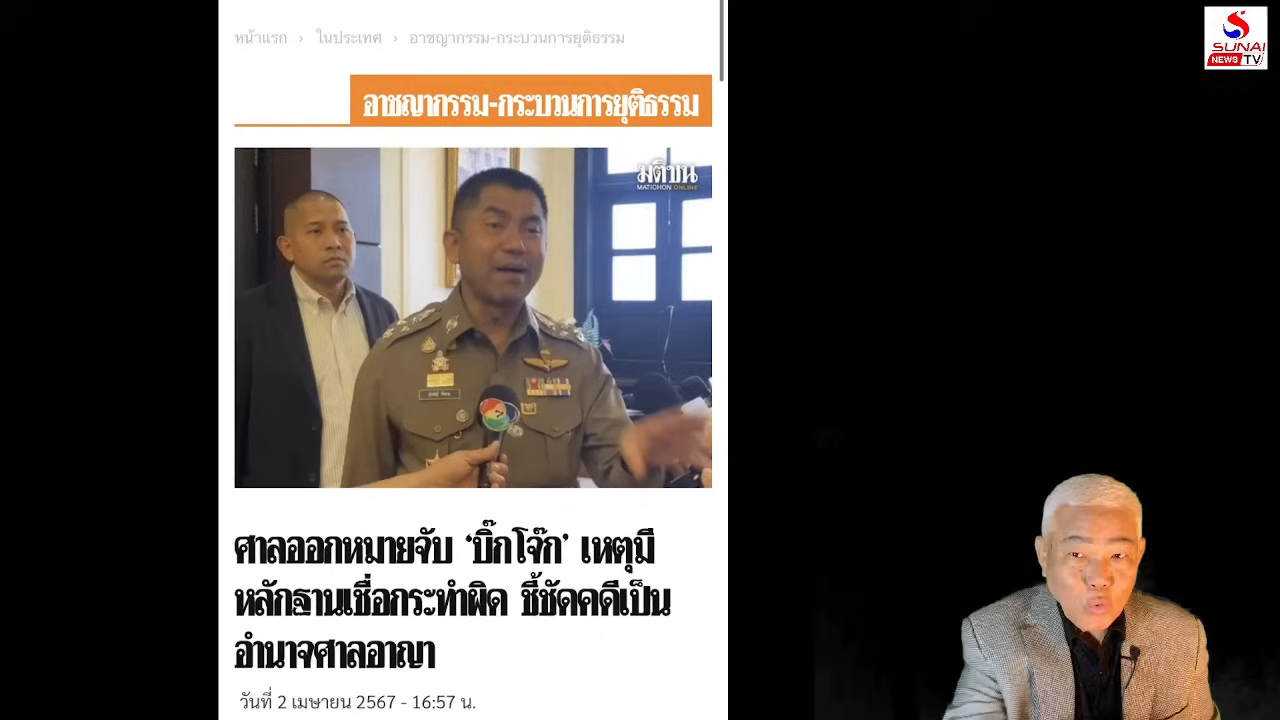 หน้าแรก › ในประเทศ › อาชญากรรม-กระบวนการยุติธรรม
SUNAI
NEWS TV
อาชญากรรม-กระบวนการยุติธรรม
มติชน
MATICHON ONLINE
ศาลออกหมายจับ ‘บิ๊กโจ๊ก’ เหตุมี
หลักฐานเชื่อกระทำผิด ชี้ชัดคดีเป็น
อำนาจศาลอาญา
วันที่ 2 เมษายน 2567 - 16:57 น.